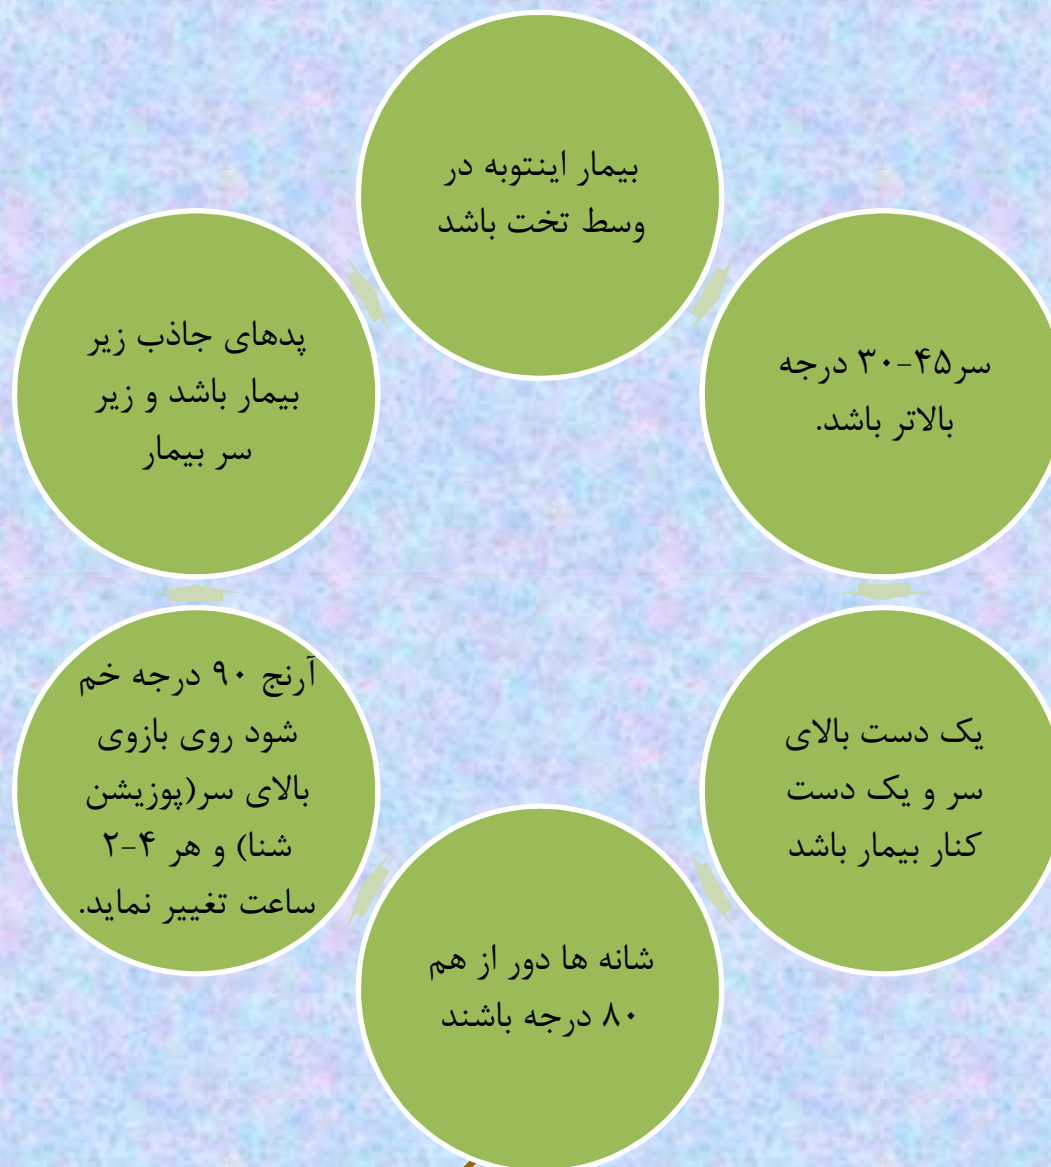 بیمار اینتوبه در
وسط تخت باشد
سر۴۵-۳۰ درجه
بالاتر باشد.
یک دست بالای
سر و یک دست
کنار بیمار باشد
شانه ها دور از هم
۸۰ درجه باشند
آرنج ۹۰ درجه خم
شود روی بازوی
بالای سر(پوزیشن
شنا) و هر ۴-۲
ساعت تغییر نماید.
پدهای جاذب زیر
بیمار باشد و زیر
سر بیمار